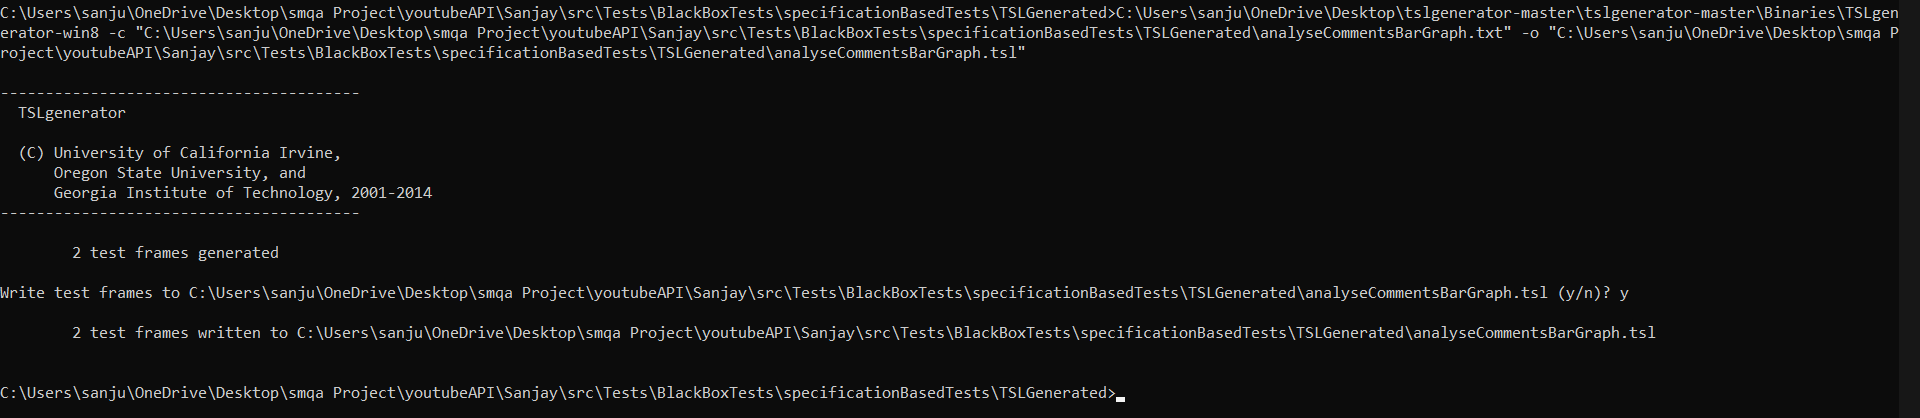 C:\Users\sanju\OneDrive\Desktop\smqa Project\youtubeAPI\Sanjay\src\Tests\BlackBoxTests\specificationBasedTests\TSLGenerated>C:\Users\sanju\OneDrive\Desktop\tslgenerator-master\tslgenerator-master\Binaries\TSLgen
erator-win8 -c "C:\Users\sanju\OneDrive\Desktop\smqa Project\youtubeAPI\Sanjay\src\Tests\BlackBoxTests\specificationBasedTests\TSLGenerated\analyseCommentsBarGraph.txt" -o "C:\Users\sanju\OneDrive\Desktop\smqa P
roject\youtubeAPI\Sanjay\src\Tests\BlackBoxTests\specificationBasedTests\TSLGenerated\analyseCommentsBarGraph.tsl"
----------------------------------------
TSLgenerator
(C) University of California Irvine,
Oregon State University, and
Georgia Institute of Technology, 2001-2014
----------------------------------------
2 test frames generated
Write test frames to C:\Users\sanju\OneDrive\Desktop\smqa Project\youtubeAPI\Sanjay\src\Tests\BlackBoxTests\specificationBasedTests\TSLGenerated\analyseCommentsBarGraph.tsl (y/n)? y
2 test frames written to C:\Users\sanju\OneDrive\Desktop\smqa Project\youtubeAPI\Sanjay\src\Tests\BlackBoxTests\specificationBasedTests\TSLGenerated\analyseCommentsBarGraph.tsl
C:\Users\sanju\OneDrive\Desktop\smqa Project\youtubeAPI\Sanjay\src\Tests\BlackBoxTests\specificationBasedTests\TSLGenerated>